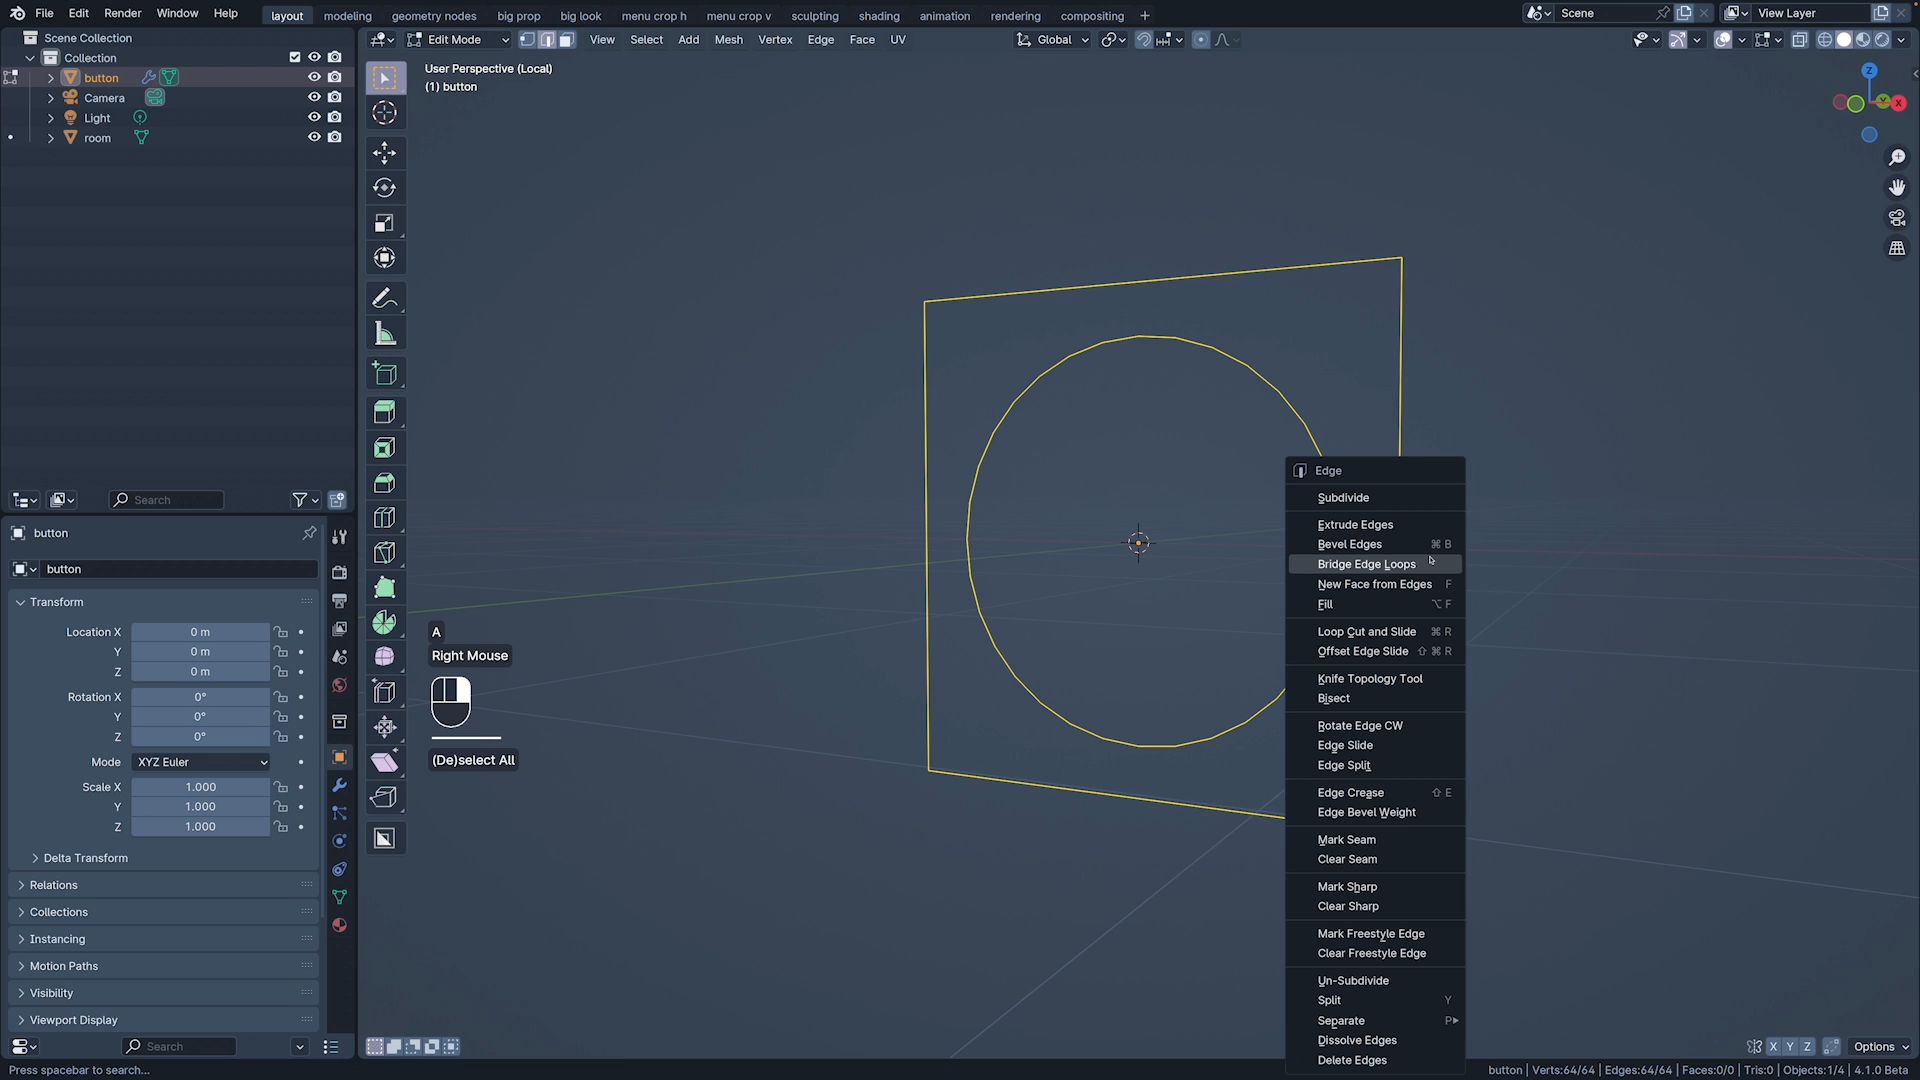 File Edit Render Window Help layout modeling geometry nodes big prop big look menu crop h menu crop v sculpting shading animation rendering compositing + Scene View Layer
Scene Collection
Collection
button
Camera
Light
room
Edit Mode View Select Add Mesh Vertex Edge Face UV Global
User Perspective (Local)
(1) button
Z
Y
X
Search
button
button
Transform
Location X 0 m
Y 0 m
Z 0 m
Rotation X 0°
Y 0°
Z 0°
Mode XYZ Euler
Scale X 1.000
Y 1.000
Z 1.000
Delta Transform
Relations
Collections
Instancing
Motion Paths
Visibility
Viewport Display
Search
A
Right Mouse
(De)select All
Edge
Subdivide
Extrude Edges
Bevel Edges ⌘ B
Bridge Edge Loops
New Face from Edges F
Fill ⌥ F
Loop Cut and Slide ⌘ R
Offset Edge Slide ⇧ ⌘ R
Knife Topology Tool
Bisect
Rotate Edge CW
Edge Slide
Edge Split
Edge Crease ⇧ E
Edge Bevel Weight
Mark Seam
Clear Seam
Mark Sharp
Clear Sharp
Mark Freestyle Edge
Clear Freestyle Edge
Un-Subdivide
Split Y
Separate P▶
Dissolve Edges
Delete Edges
X Y Z Options
Press spacebar to search...
button | Verts:64/64 | Edges:64/64 | Faces:0/0 | Tris:0 | Objects:1/4 | 4.1.0 Beta